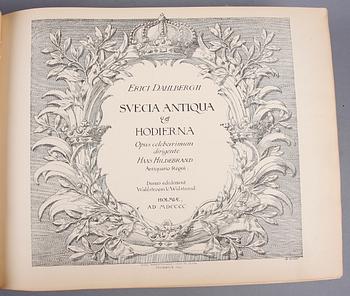 ERICI DAHLBERGII
SVECIA ANTIQUA
&
HODIERNA
Opus celeberrimum
dirigente
HANS HILDEBRAND
Antiquario Regni
Denuo ediderunt
Wahlström & Widstrand
HOLMIÆ
AD MDCCCC